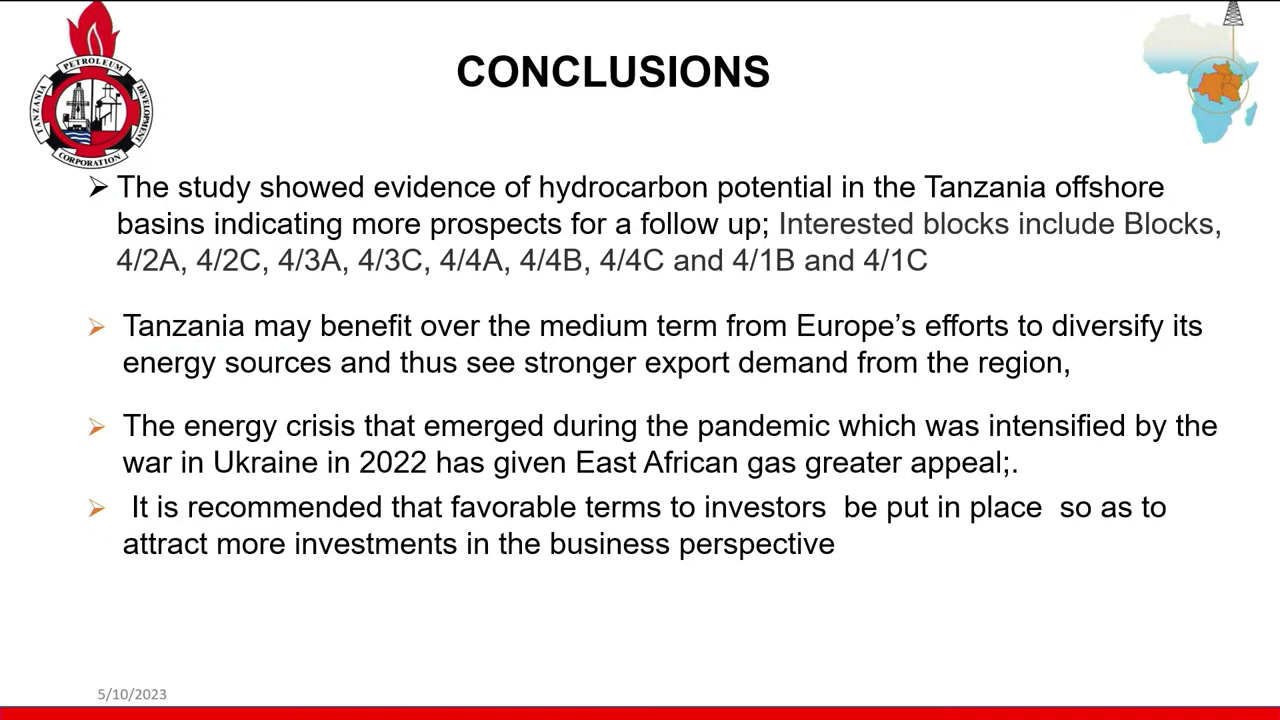 PETROLEUM
TANZANIA
DEVELOPMENT
CORPORATION
CONCLUSIONS
The study showed evidence of hydrocarbon potential in the Tanzania offshore
basins indicating more prospects for a follow up; Interested blocks include Blocks,
4/2A, 4/2C, 4/3A, 4/3C, 4/4A, 4/4B, 4/4C and 4/1B and 4/1C
Tanzania may benefit over the medium term from Europe’s efforts to diversify its
energy sources and thus see stronger export demand from the region,
The energy crisis that emerged during the pandemic which was intensified by the
war in Ukraine in 2022 has given East African gas greater appeal;.
It is recommended that favorable terms to investors  be put in place  so as to
attract more investments in the business perspective
5/10/2023